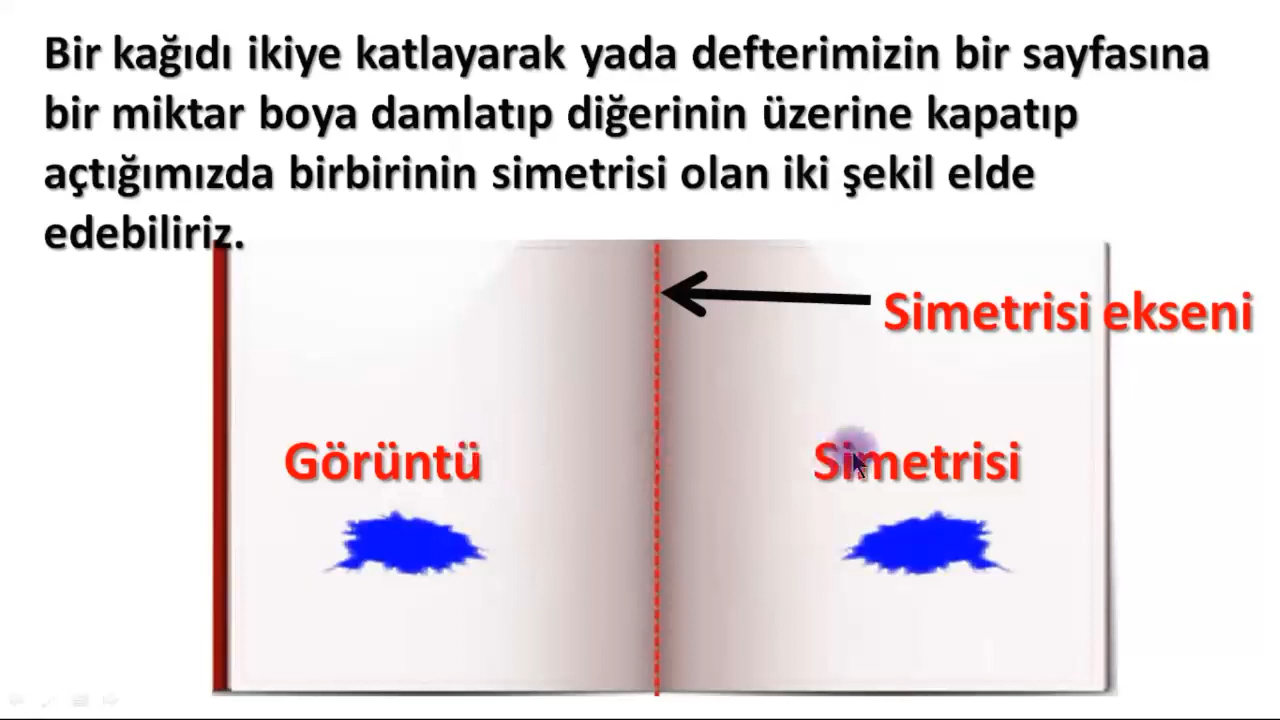 Bir kağıdı ikiye katlayarak yada defterimizin bir sayfasına
bir miktar boya damlatıp diğerinin üzerine kapatıp
açtığımızda birbirinin simetrisi olan iki şekil elde
edebiliriz.
Simetrisi ekseni
Görüntü
Simetrisi